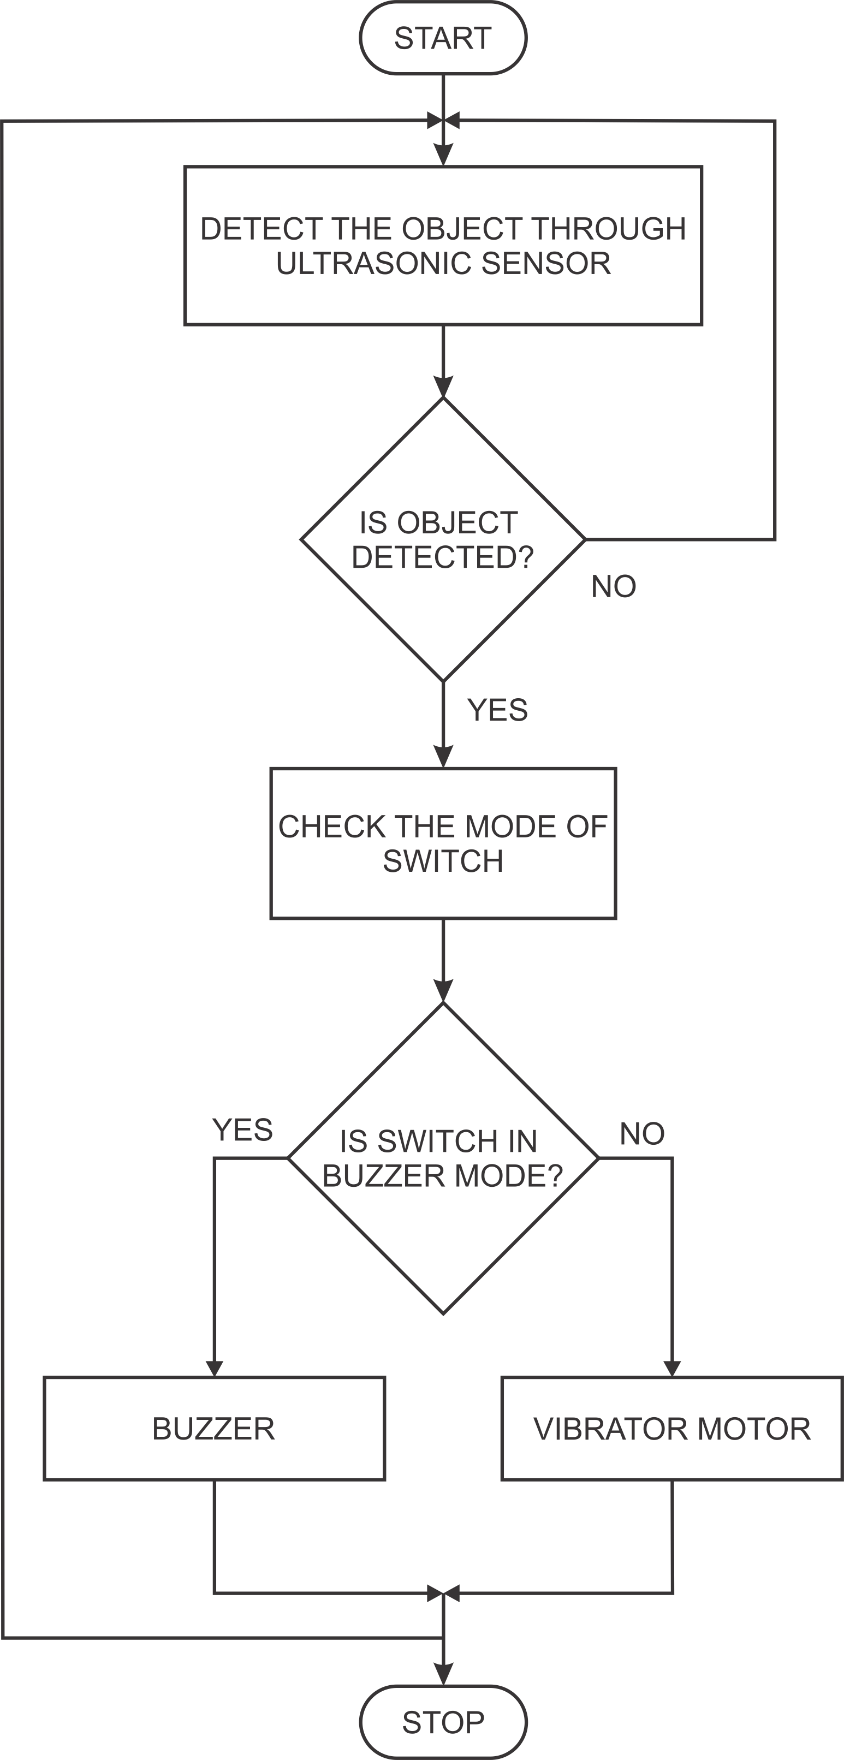 START
DETECT THE OBJECT THROUGH
ULTRASONIC SENSOR
IS OBJECT
DETECTED?
NO
YES
CHECK THE MODE OF
SWITCH
YES
NO
IS SWITCH IN
BUZZER MODE?
BUZZER
VIBRATOR MOTOR
STOP